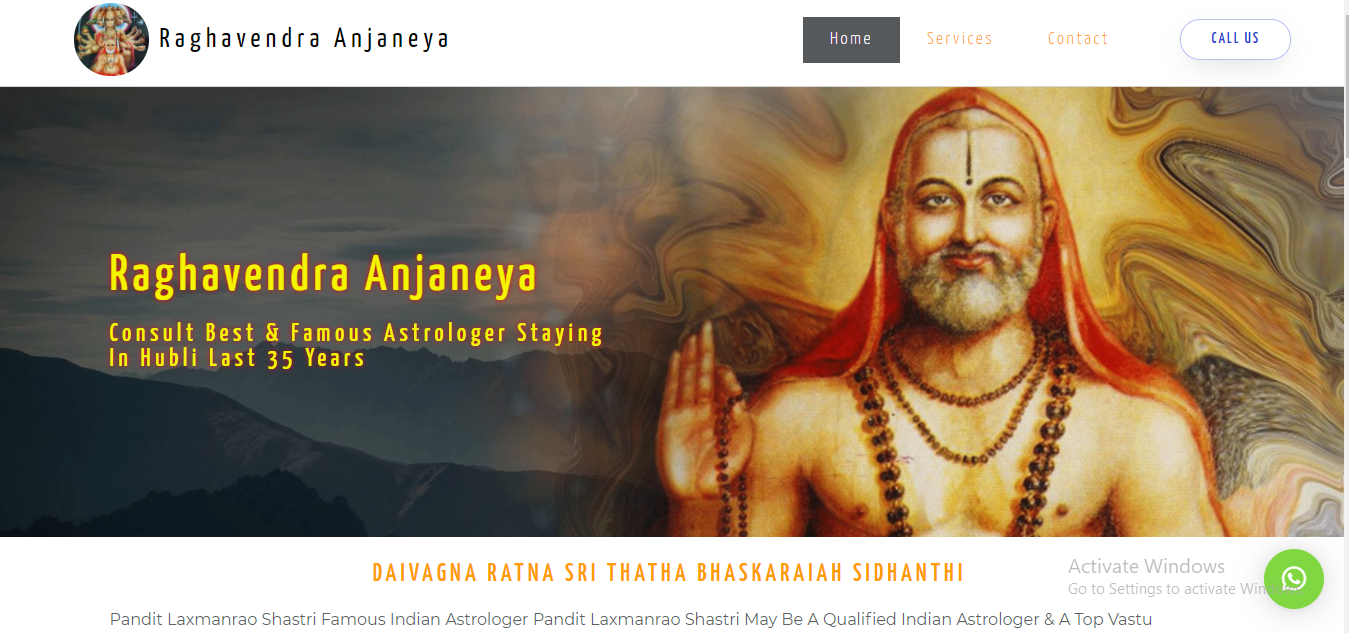 Raghavendra Anjaneya
Home
Services
Contact
CALL US
Raghavendra Anjaneya
Consult Best & Famous Astrologer Staying
In Hubli Last 35 Years
DAIVAGNA RATNA SRI THATHA BHASKARAIAH SIDHANTHI
Activate Windows
Go to Settings to activate
Pandit Laxmanrao Shastri Famous Indian Astrologer Pandit Laxmanrao Shastri May Be A Qualified Indian Astrologer & A Top Vastu